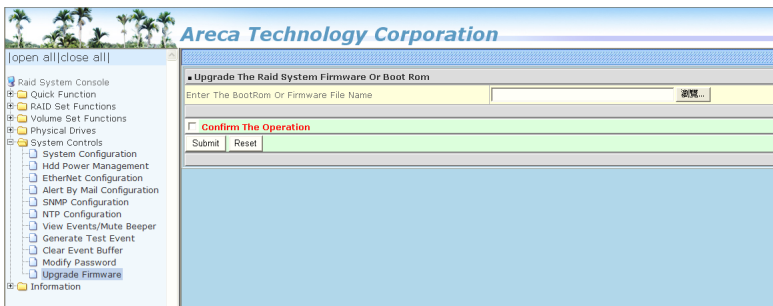 Areca Technology Corporation
|open all|close all|
Raid System Console
Quick Function
RAID Set Functions
Volume Set Functions
Physical Drives
System Controls
System Configuration
Hdd Power Management
EtherNet Configuration
Alert By Mail Configuration
SNMP Configuration
NTP Configuration
View Events/Mute Beeper
Generate Test Event
Clear Event Buffer
Modify Password
Upgrade Firmware
Information
Upgrade The Raid System Firmware Or Boot Rom
Enter The BootRom Or Firmware File Name
瀏覽...
Confirm The Operation
Submit Reset